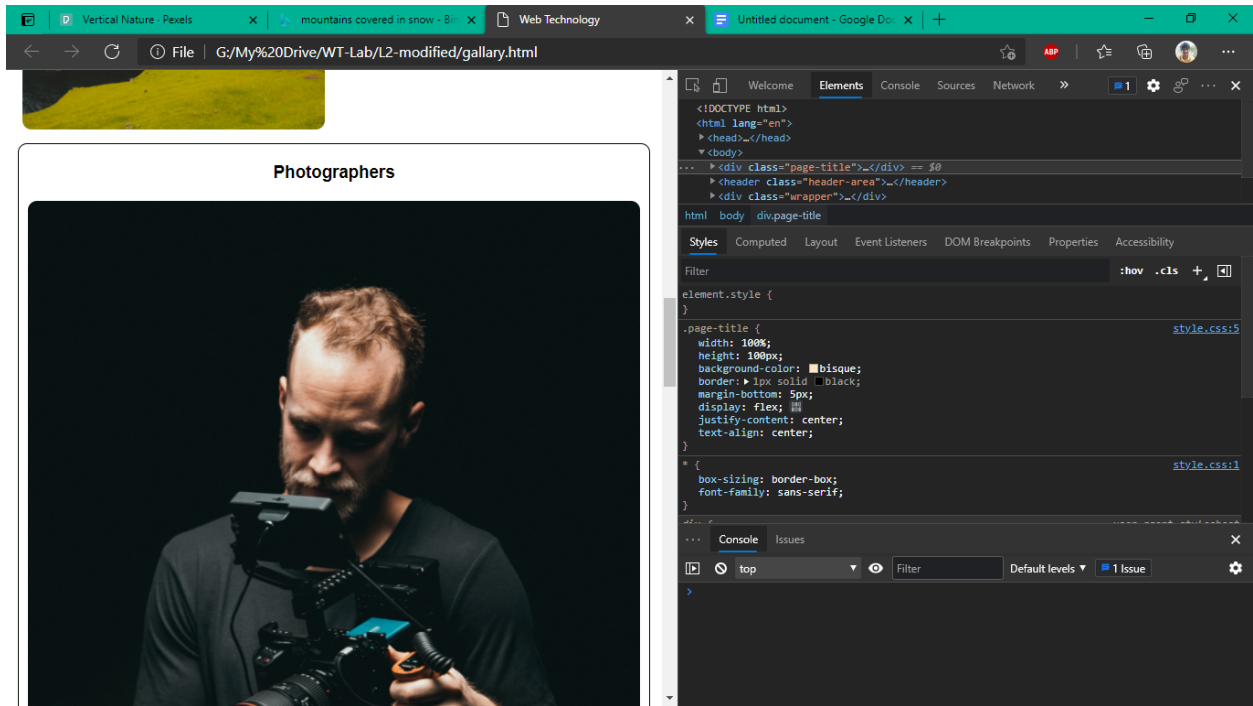 Vertical Nature - Pexels
mountains covered in snow - Bin
Web Technology
Untitled document - Google Doc
File
G:/My%20Drive/WT-Lab/L2-modified/gallary.html
ABP
Photographers
Welcome
Elements
Console
Sources
Network
»
1
<!DOCTYPE html>
<html lang="en">
<head>…</head>
<body>
<div class="page-title">…</div> == $0
<header class="header-area">…</header>
<div class="wrapper">…</div>
html body div.page-title
Styles
Computed
Layout
Event Listeners
DOM Breakpoints
Properties
Accessibility
Filter
:hov .cls +
element.style {
}
.page-title {
style.css:5
width: 100%;
height: 100px;
background-color: bisque;
border: 1px solid black;
margin-bottom: 5px;
display: flex;
justify-content: center;
text-align: center;
}
* {
style.css:1
box-sizing: border-box;
font-family: sans-serif;
}
Console
Issues
top
Filter
Default levels
1 Issue